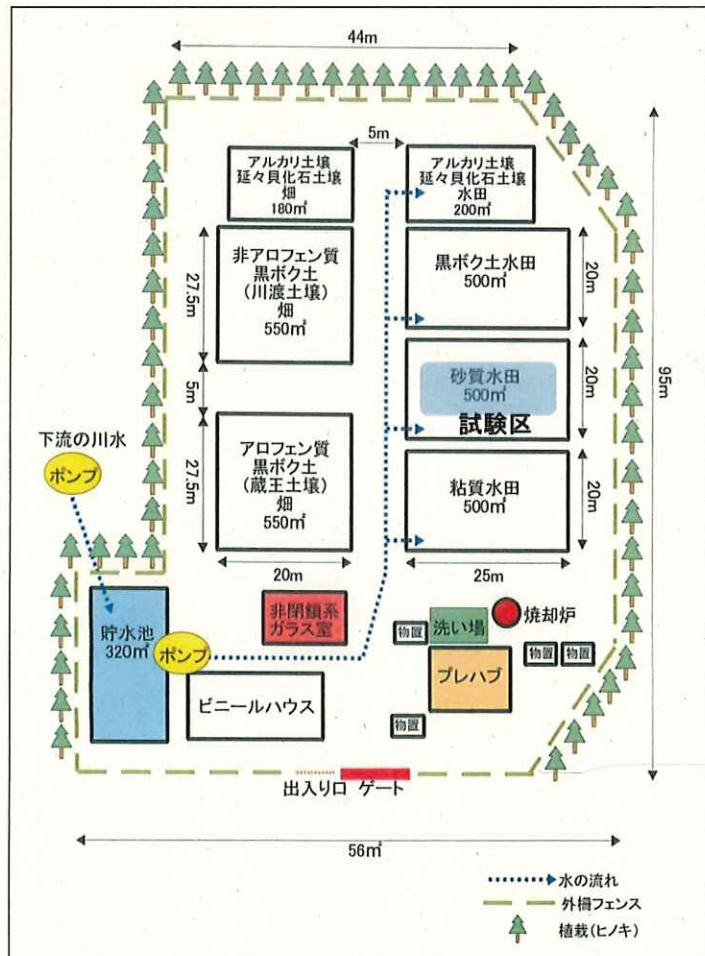 44m
5m
アルカリ土壌
延々貝化石土壌
畑
180㎡
アルカリ土壌
延々貝化石土壌
水田
200㎡
27.5m
非アロフェン質
黒ボク土
(川渡土壌)
畑
550㎡
黒ボク土水田
500㎡
20m
95m
5m
砂質水田
500㎡
試験区
20m
下流の川水
ポンプ
27.5m
アロフェン質
黒ボク土
(蔵王土壌)
畑
550㎡
粘質水田
500㎡
20m
20m
25m
貯水池
320㎡
ポンプ
非閉鎖系
ガラス室
物置
洗い場
焼却炉
物置
物置
プレハブ
ビニールハウス
物置
出入り口 ゲート
56㎡
水の流れ
外柵フェンス
植栽(ヒノキ)